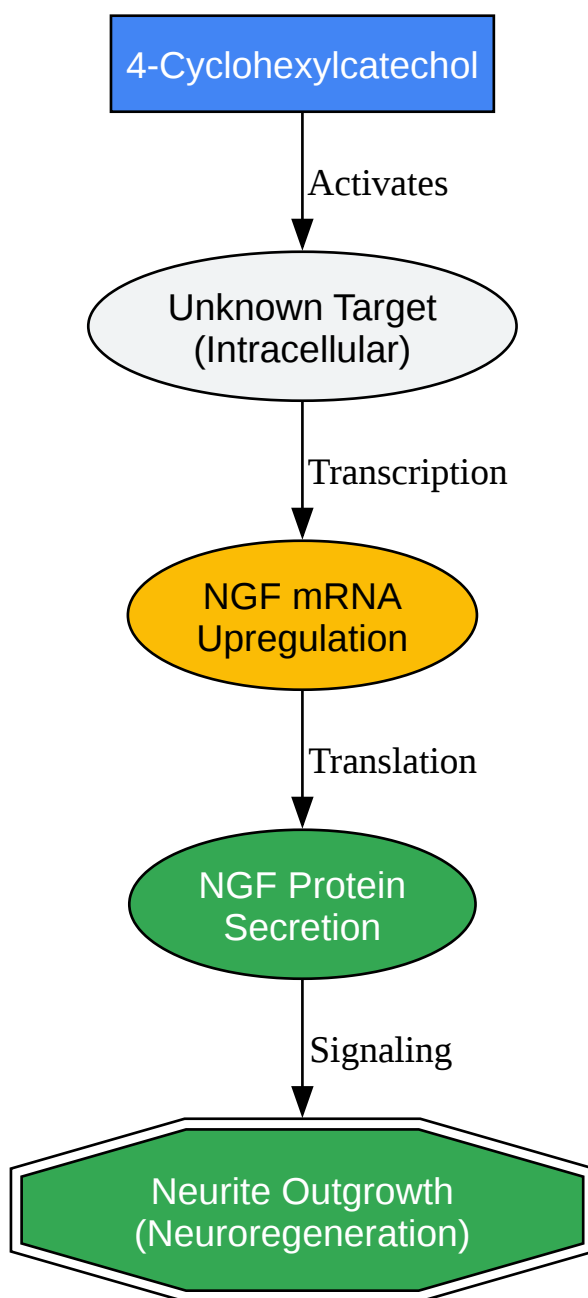 4-Cyclohexylcatechol
Activates
Unknown Target
(Intracellular)
Transcription
NGF mRNA
Upregulation
Translation
NGF Protein
Secretion
Signaling
Neurite Outgrowth
(Neuroregeneration)